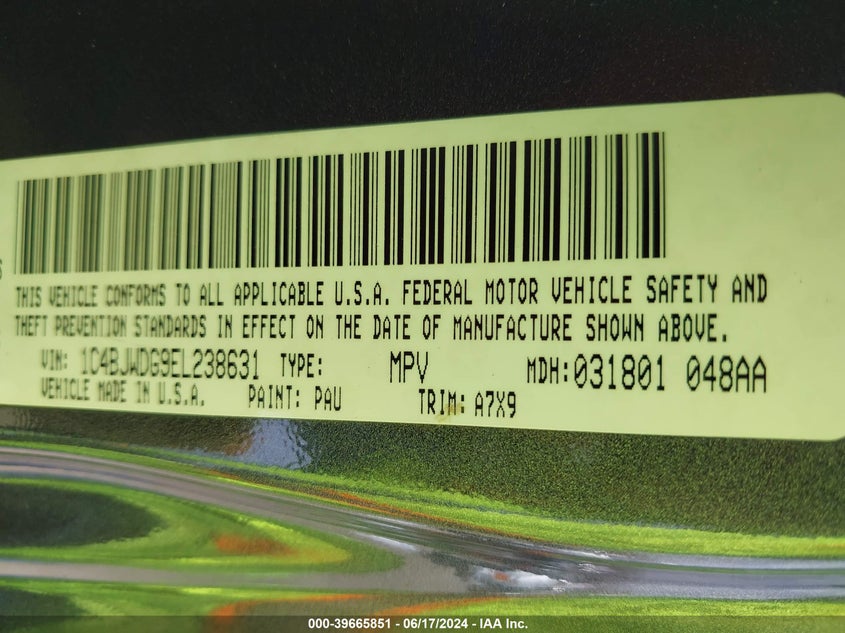 THIS VEHICLE CONFORMS TO ALL APPLICABLE U.S.A. FEDERAL MOTOR VEHICLE SAFETY AND
THEFT PREVENTION STANDARDS IN EFFECT ON THE DATE OF MANUFACTURE SHOWN ABOVE.
VIN: 1C4BJWDG9EL238631 TYPE: MPV MDH:031801 048AA
VEHICLE MADE IN U.S.A. PAINT: PAU TRIM: A7X9
000-39665851 - 06/17/2024 - IAA Inc.